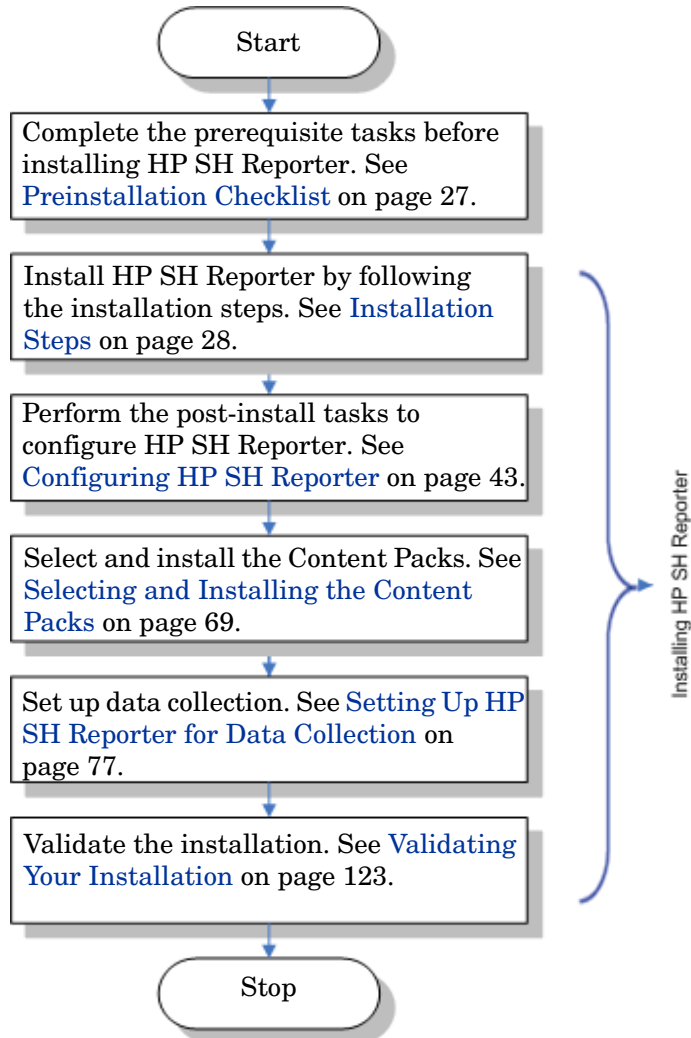 Start
Complete the prerequisite tasks before
installing HP SH Reporter. See
Preinstallation Checklist on page 27.
Install HP SH Reporter by following
the installation steps. See Installation
Steps on page 28.
Perform the post-install tasks to
configure HP SH Reporter. See
Configuring HP SH Reporter on page 43.
Select and install the Content Packs. See
Selecting and Installing the Content
Packs on page 69.
Set up data collection. See Setting Up HP
SH Reporter for Data Collection on
page 77.
Validate the installation. See Validating
Your Installation on page 123.
Stop
Installing HP SH Reporter